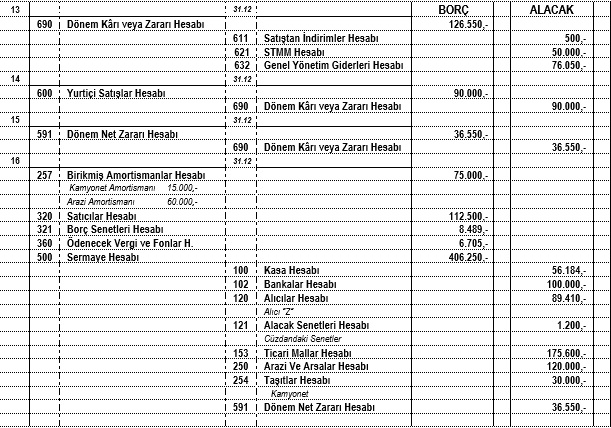 13 31.12 BORÇ ALACAK
690 Dönem Kârı veya Zararı Hesabı 126.550,-
611 Satıştan İndirimler Hesabı 500,-
621 STMM Hesabı 50.000,-
632 Genel Yönetim Giderleri Hesabı 76.050,-
14 31.12
600 Yurtiçi Satışlar Hesabı 90.000,-
690 Dönem Kârı veya Zararı Hesabı 90.000,-
15 31.12
591 Dönem Net Zararı Hesabı 36.550,-
690 Dönem Kârı veya Zararı Hesabı 36.550,-
16 31.12
257 Birikmiş Amortismanlar Hesabı 75.000,-
Kamyonet Amortismanı 15.000,-
Arazi Amortismanı 60.000,-
320 Satıcılar Hesabı 112.500,-
321 Borç Senetleri Hesabı 8.489,-
360 Ödenecek Vergi ve Fonlar H. 6.705,-
500 Sermaye Hesabı 406.250,-
100 Kasa Hesabı 56.184,-
102 Bankalar Hesabı 100.000,-
120 Alıcılar Hesabı 89.410,-
Alıcı "Z"
121 Alacak Senetleri Hesabı 1.200,-
Cüzdandaki Senetler
153 Ticari Mallar Hesabı 175.600,-
250 Arazi Ve Arsalar Hesabı 120.000,-
254 Taşıtlar Hesabı 30.000,-
Kamyonet
591 Dönem Net Zararı Hesabı 36.550,-